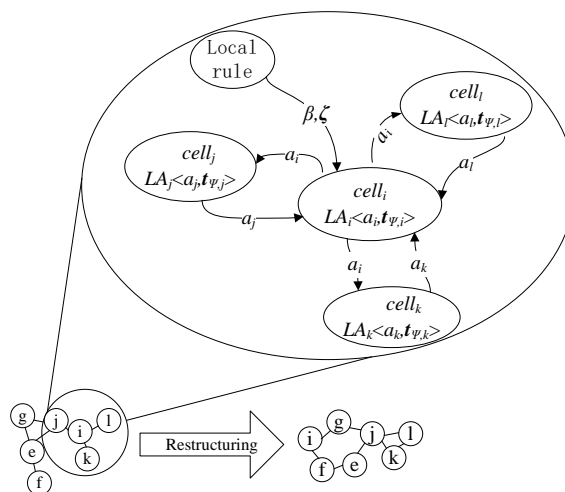 Local
rule
β,ζ
cell_l
LA_l<a_l,t_Ψ,l>
a_i
a_l
cell_j
LA_j<a_j,t_Ψ,j>
a_i
a_j
cell_i
LA_i<a_i,t_Ψ,i>
a_i
a_k
cell_k
LA_k<a_k,t_Ψ,k>
g
j
i
l
e
k
f
Restructuring
g
i
j
l
f
e
k